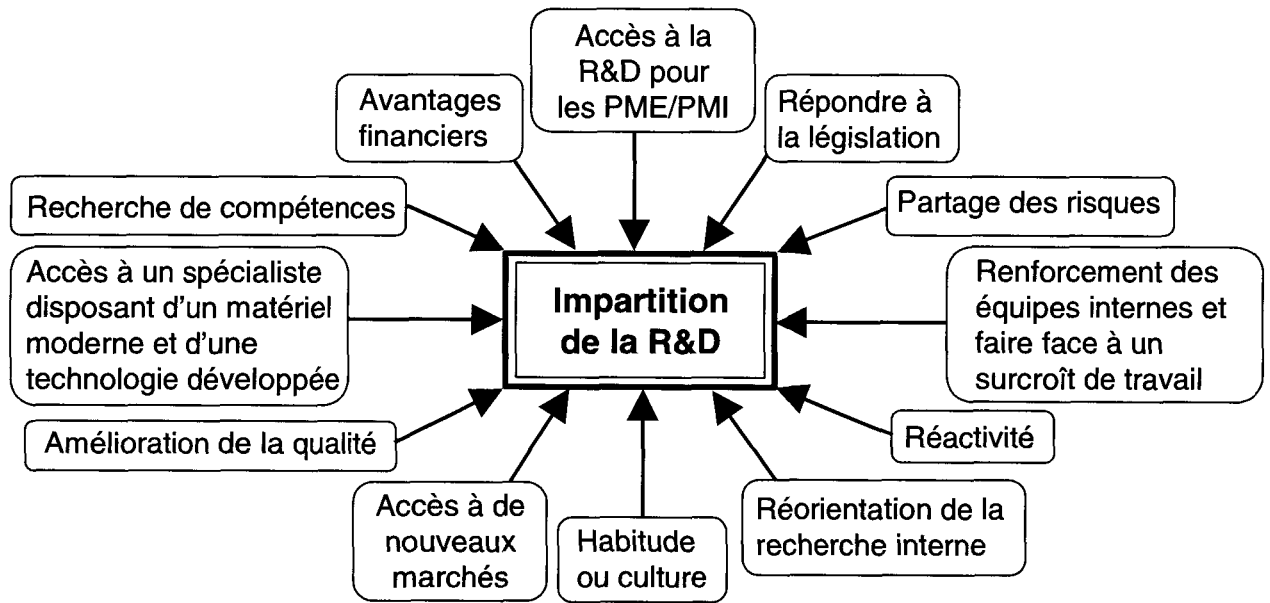 Accès à la
R&D pour
les PME/PMI
Avantages
financiers
Répondre à
la législation
Recherche de compétences
Partage des risques
Accès à un spécialiste
disposant d'un matériel
moderne et d'une
technologie développée
Impartition
de la R&D
Renforcement des
équipes internes et
faire face à un
surcroît de travail
Amélioration de la qualité
Réactivité
Accès à de
nouveaux
marchés
Habitude
ou culture
Réorientation de la
recherche interne